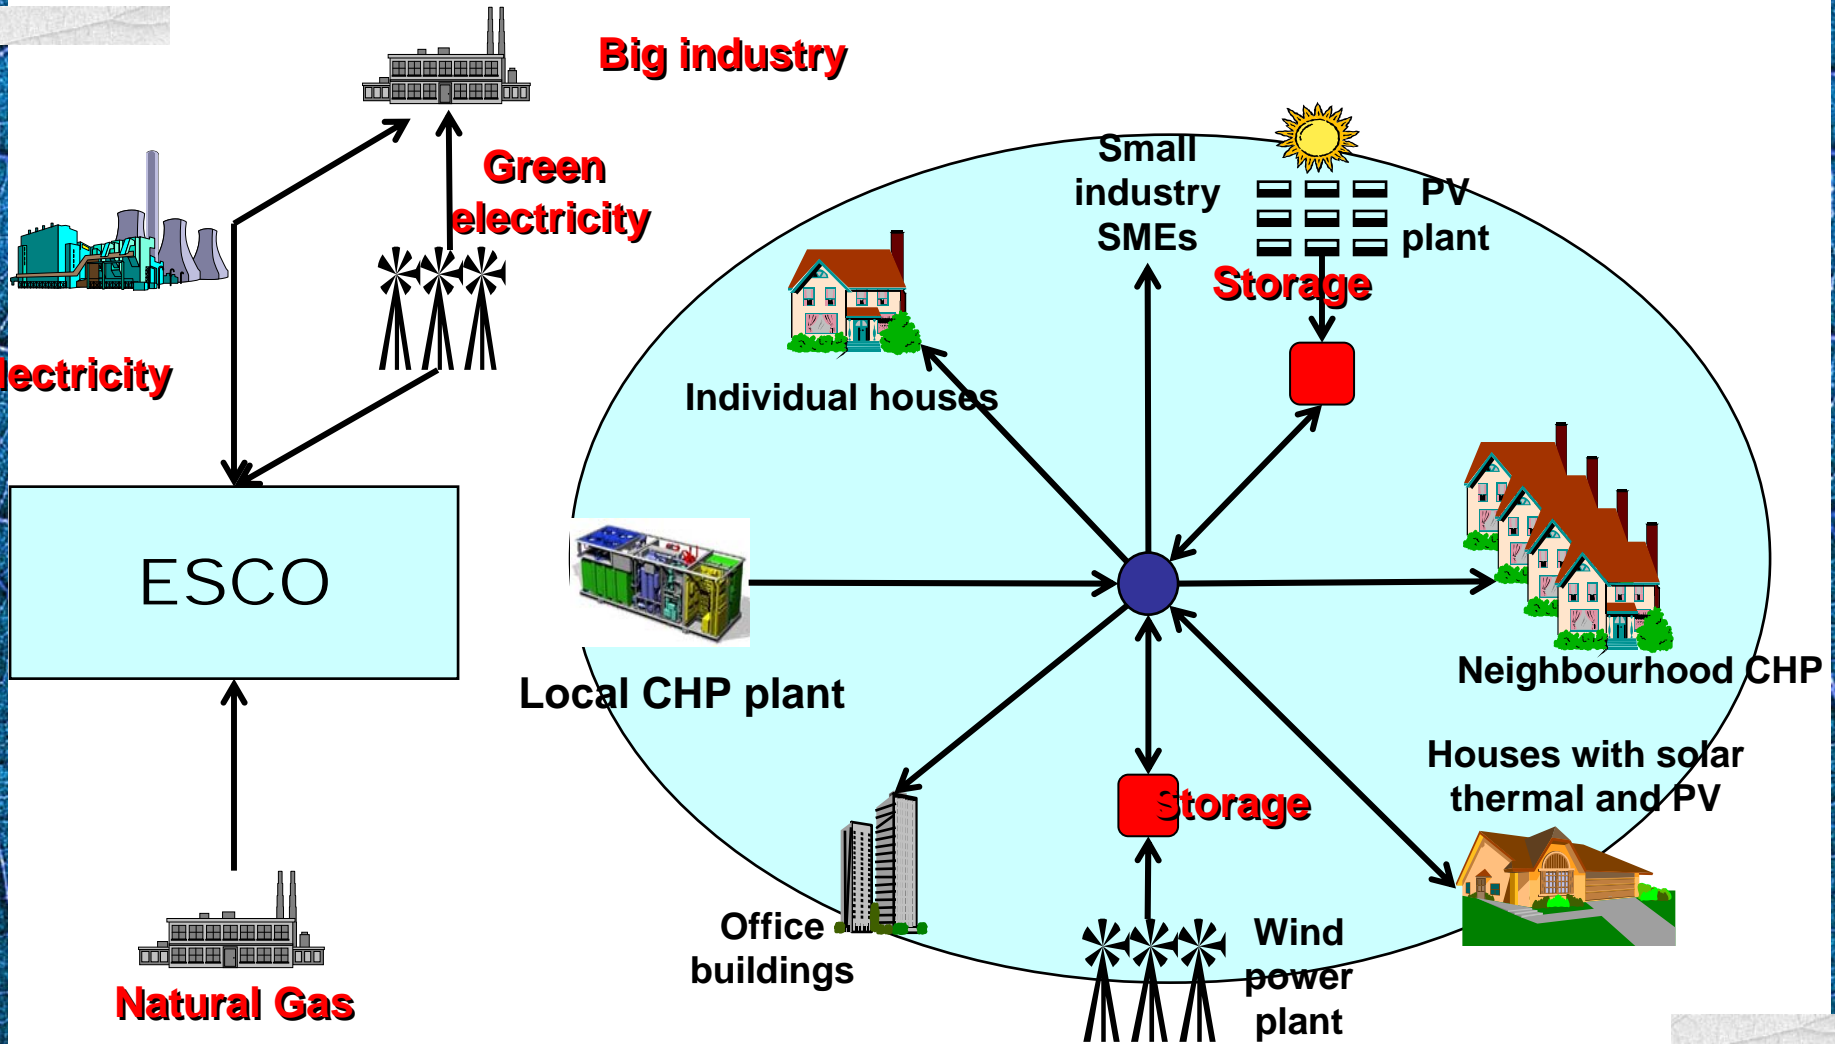 Big industry
Green
electricity
lectricity
ESCO
Natural Gas
Small
industry
SMEs
PV
plant
Storage
Individual houses
Local CHP plant
Neighbourhood CHP
Houses with solar
thermal and PV
Storage
Office
buildings
Wind
power
plant